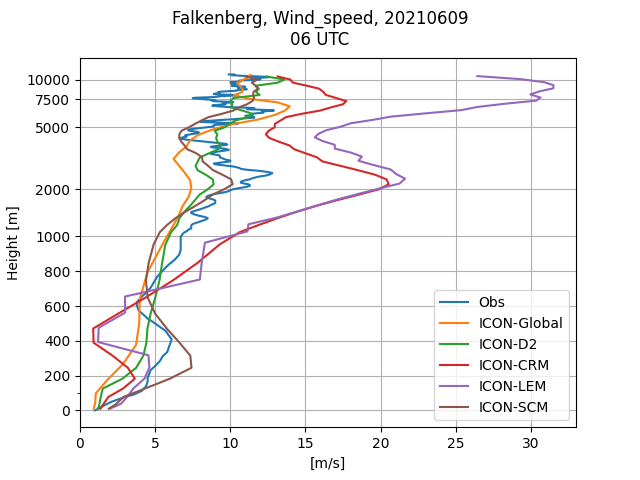 Falkenberg, Wind_speed, 20210609
06 UTC
10000
7500
5000
2000
1000
800
600
400
200
0
Height [m]
Obs
ICON-Global
ICON-D2
ICON-CRM
ICON-LEM
ICON-SCM
0 5 10 15 20 25 30
[m/s]